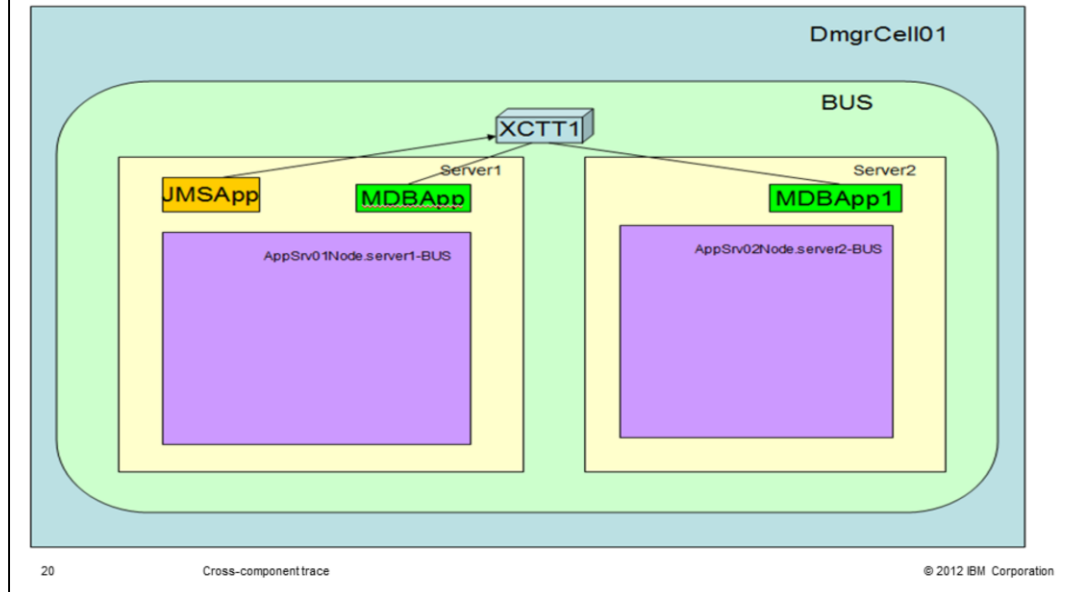 DmgrCell01
BUS
XCTT1
Server1
Server2
JMSApp
MDBApp
MDBApp1
AppSrv01Node.server1-BUS
AppSrv02Node.server2-BUS
20
Cross-component trace
© 2012 IBM Corporation